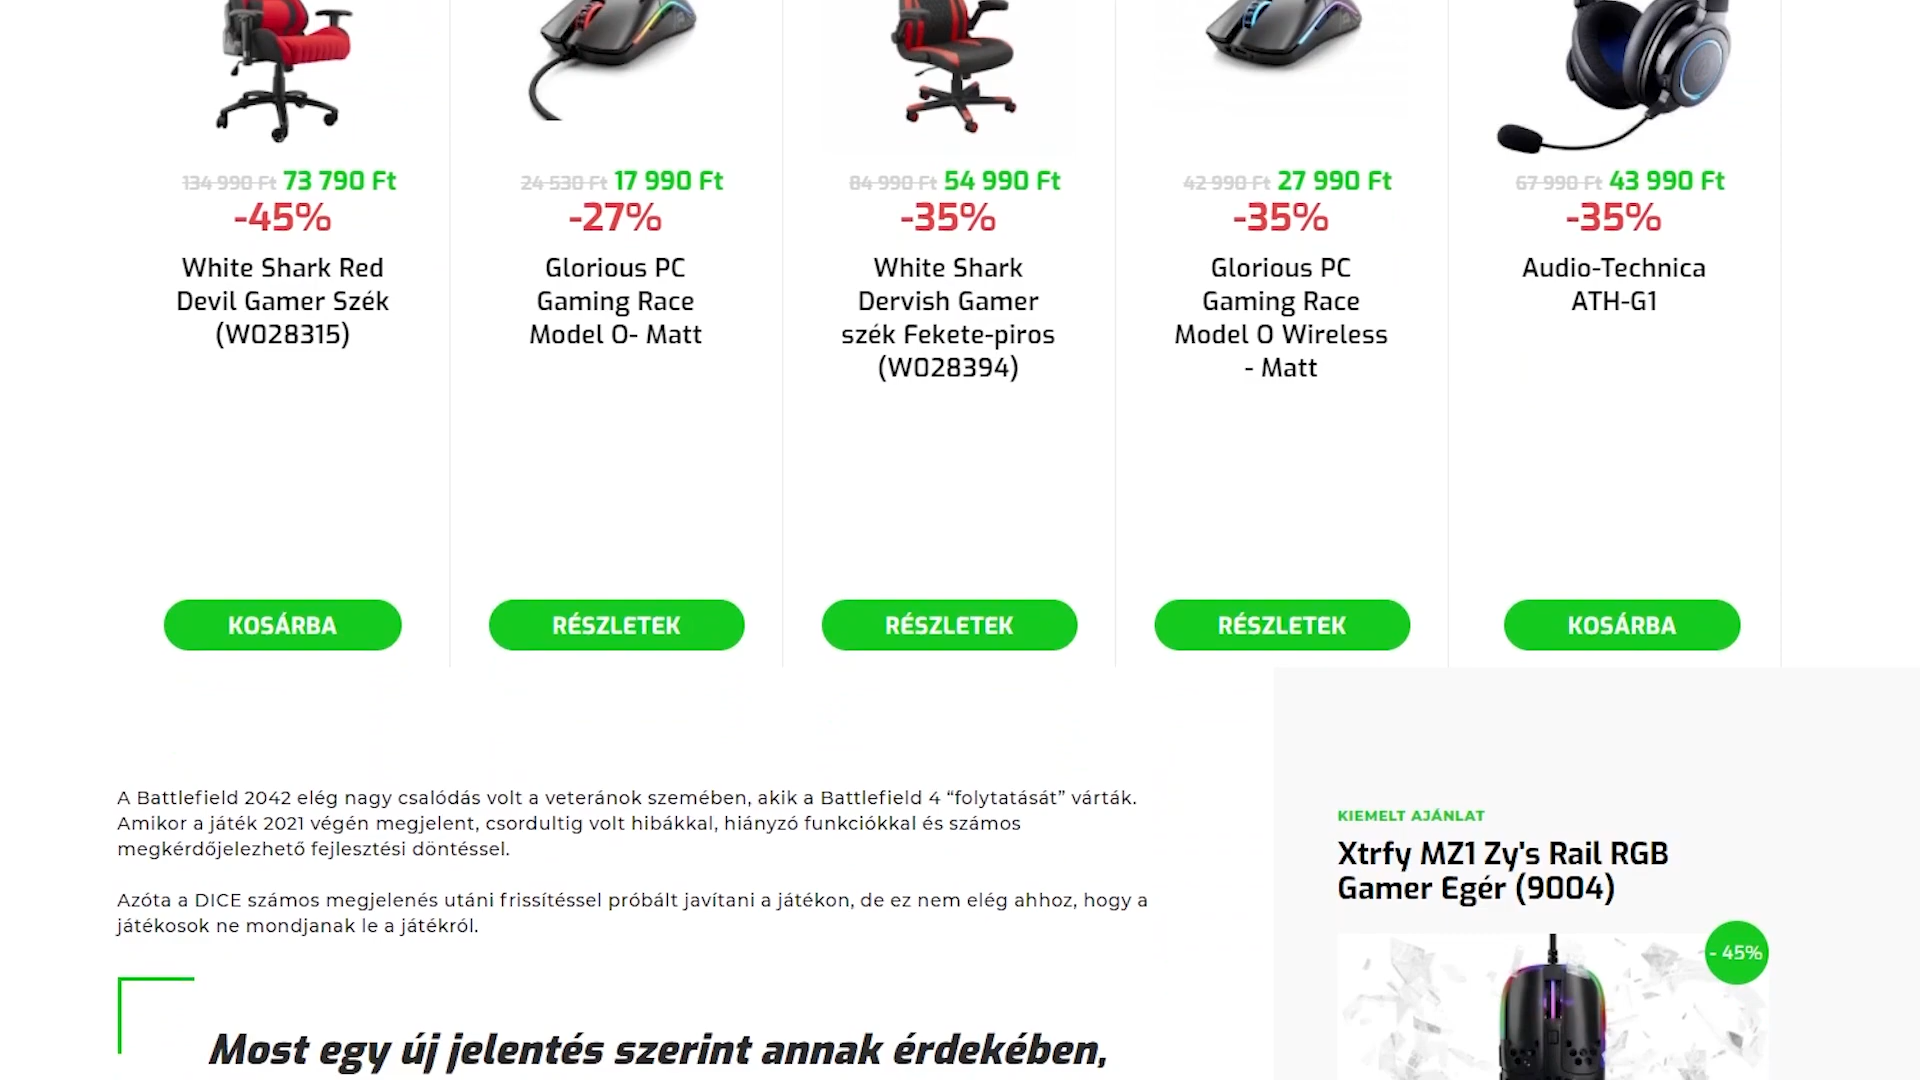 134 990 Ft 73 790 Ft
-45%
White Shark Red
Devil Gamer Szék
(W028315)
KOSÁRBA
24 530 Ft 17 990 Ft
-27%
Glorious PC
Gaming Race
Model O- Matt
RÉSZLETEK
84 990 Ft 54 990 Ft
-35%
White Shark
Dervish Gamer
szék Fekete-piros
(W028394)
RÉSZLETEK
42 990 Ft 27 990 Ft
-35%
Glorious PC
Gaming Race
Model O Wireless
- Matt
RÉSZLETEK
67 990 Ft 43 990 Ft
-35%
Audio-Technica
ATH-G1
KOSÁRBA
A Battlefield 2042 elég nagy csalódás volt a veteránok szemében, akik a Battlefield 4 “folytatását” várták.
Amikor a játék 2021 végén megjelent, csordultig volt hibákkal, hiányzó funkciókkal és számos
megkérdőjelezhető fejlesztési döntéssel.
Azóta a DICE számos megjelenés utáni frissítéssel próbált javítani a játékon, de ez nem elég ahhoz, hogy a
játékosok ne mondjanak le a játékról.
Most egy új jelentés szerint annak érdekében,
KIEMELT AJÁNLAT
Xtrfy MZ1 Zy's Rail RGB
Gamer Egér (9004)
- 45%